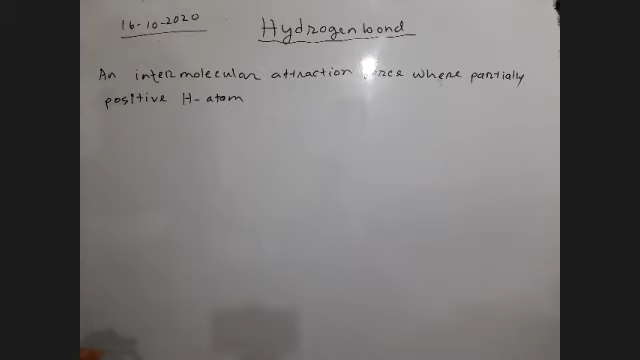 16-10-2020
Hydrogen bond
An intermolecular attraction force where partially
positive H-atom